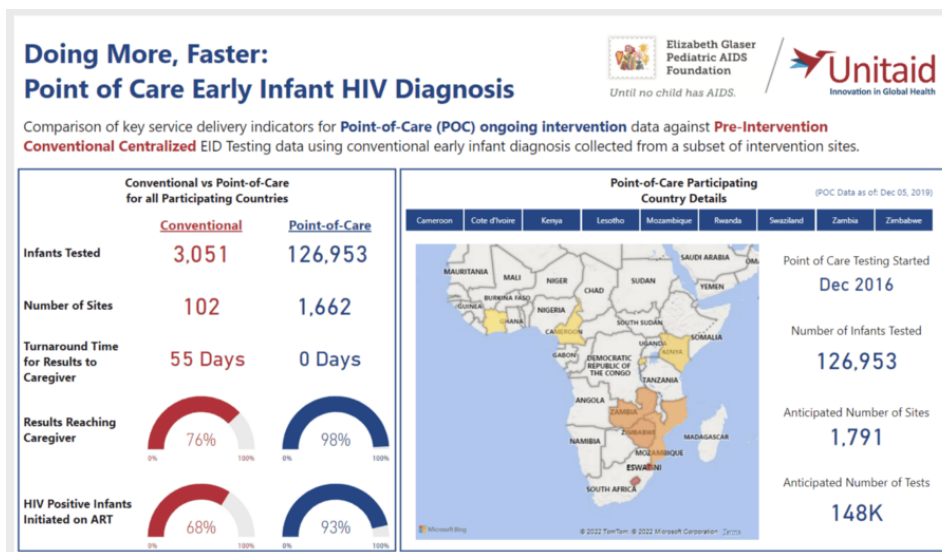 Doing More, Faster:
Point of Care Early Infant HIV Diagnosis
Elizabeth Glaser
Pediatric AIDS
Foundation
Until no child has AIDS.
Unitaid
Innovation in Global Health
Comparison of key service delivery indicators for Point-of-Care (POC) ongoing intervention data against Pre-Intervention
Conventional Centralized EID Testing data using conventional early infant diagnosis collected from a subset of intervention sites.
Conventional vs Point-of-Care
for all Participating Countries
Conventional Point-of-Care
Infants Tested 3,051 126,953
Number of Sites 102 1,662
Turnaround Time
for Results to
Caregiver
55 Days 0 Days
Results Reaching
Caregiver
76% 98%
0% 100% 0% 100%
HIV Positive Infants
Initiated on ART
68% 93%
0% 100% 0% 100%
Point-of-Care Participating
Country Details
(POC Data as of: Dec 05, 2019)
Cameroon Cote d'Ivoire Kenya Lesotho Mozambique Rwanda Swaziland Zambia Zimbabwe
SAUDI ARABIA
OM
MAURITANIA
MALI
NIGER
SUDAN
CHAD
YEMEN
BURKINA FASO
GUINEA
GHANA
NIGERIA
SOUTH SUDAN
CAMEROON
SOMALIA
UGANDA
KENYA
GABON
DEMOCRATIC
REPUBLIC OF
THE CONGO
TANZANIA
ANGOLA
ZAMBIA
ZIMBABWE
MADAGASCAR
NAMIBIA
MOZAMBIQUE
ESWATINI
SOUTH AFRICA
Microsoft Bing
© 2022 TomTom, © 2022 Microsoft Corporation Terms
Point of Care Testing Started
Dec 2016
Number of Infants Tested
126,953
Anticipated Number of Sites
1,791
Anticipated Number of Tests
148K